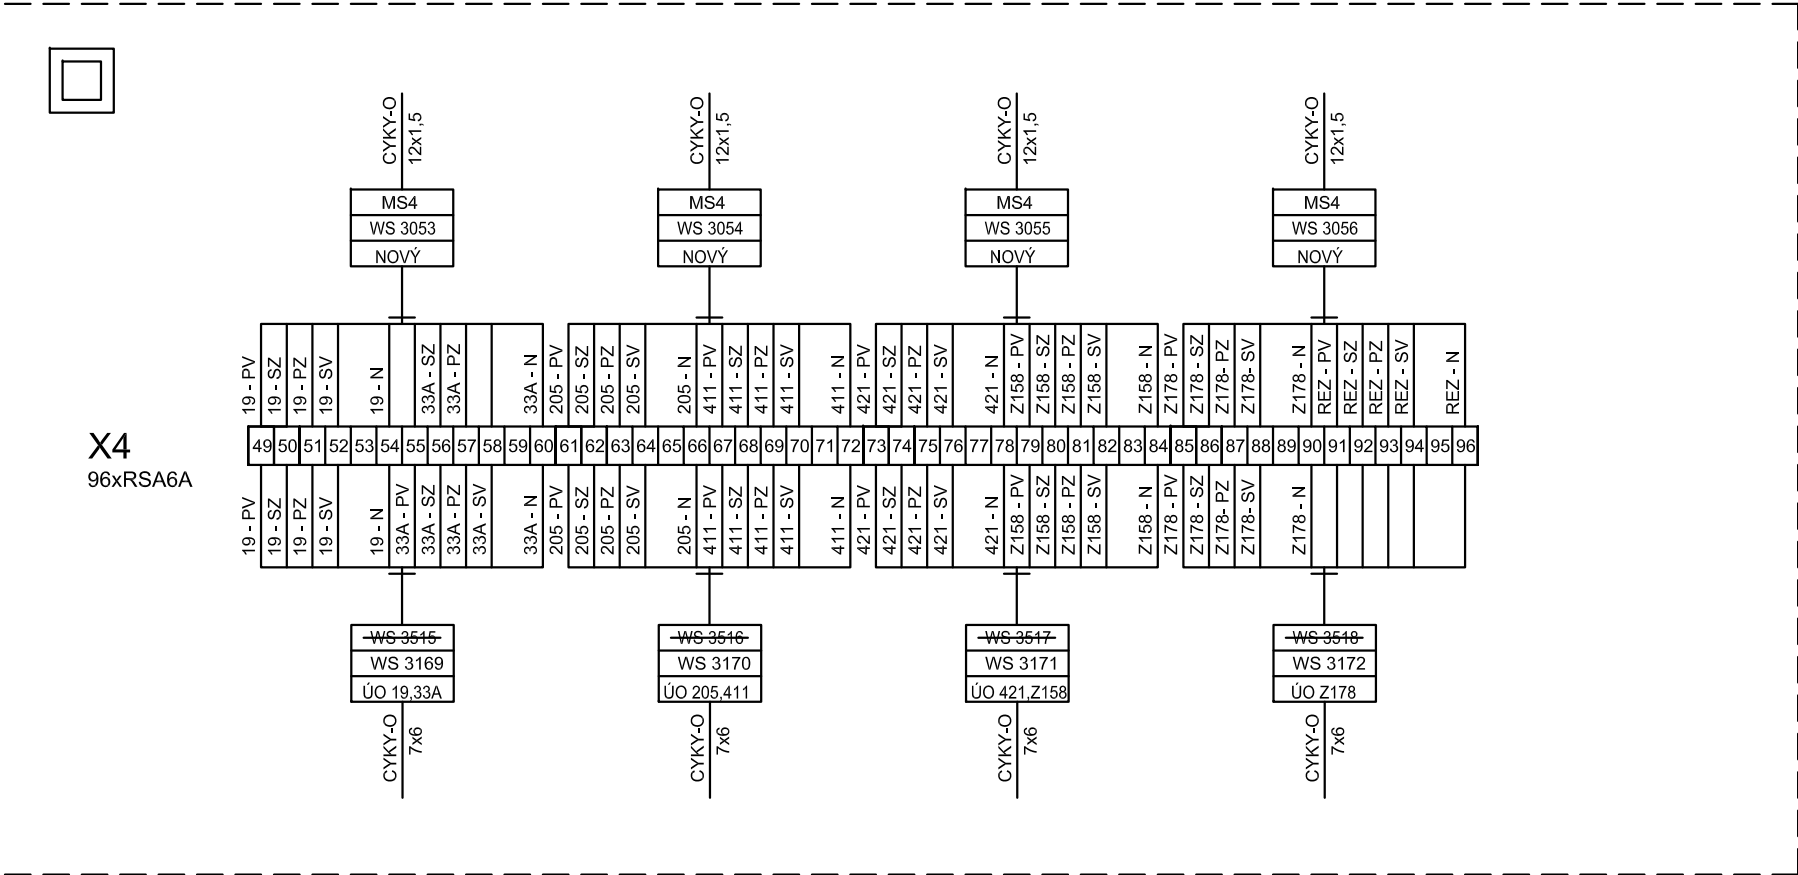 CYKY-O
12x1,5
CYKY-O
12x1,5
CYKY-O
12x1,5
CYKY-O
12x1,5
MS4
WS 3053
NOVÝ
MS4
WS 3054
NOVÝ
MS4
WS 3055
NOVÝ
MS4
WS 3056
NOVÝ
19 - PV
19 - SZ
19 - PZ
19 - SV
19 - N
33A - SZ
33A - PZ
33A - N
205 - PV
205 - SZ
205 - PZ
205 - SV
205 - N
411 - PV
411 - SZ
411 - PZ
411 - SV
411 - N
421 - PV
421 - SZ
421 - PZ
421 - SV
421 - N
Z158 - PV
Z158 - SZ
Z158 - PZ
Z158 - SV
Z158 - N
Z178 - PV
Z178 - SZ
Z178- PZ
Z178- SV
Z178 - N
REZ - PV
REZ - SZ
REZ - PZ
REZ - SV
REZ - N
X4
96xRSA6A
49 50 51 52 53 54 55 56 57 58 59 60 61 62 63 64 65 66 67 68 69 70 71 72 73 74 75 76 77 78 79 80 81 82 83 84 85 86 87 88 89 90 91 92 93 94 95 96
19 - PV
19 - SZ
19 - PZ
19 - SV
19 - N
33A - PV
33A - SZ
33A - PZ
33A - SV
33A - N
205 - PV
205 - SZ
205 - PZ
205 - SV
205 - N
411 - PV
411 - SZ
411 - PZ
411 - SV
411 - N
421 - PV
421 - SZ
421 - PZ
421 - SV
421 - N
Z158 - PV
Z158 - SZ
Z158 - PZ
Z158 - SV
Z158 - N
Z178 - PV
Z178 - SZ
Z178- PZ
Z178- SV
Z178 - N
WS 3515
WS 3169
ÚO 19,33A
WS 3516
WS 3170
ÚO 205,411
WS 3517
WS 3171
ÚO 421,Z158
WS 3518
WS 3172
ÚO Z178
CYKY-O
7x6
CYKY-O
7x6
CYKY-O
7x6
CYKY-O
7x6